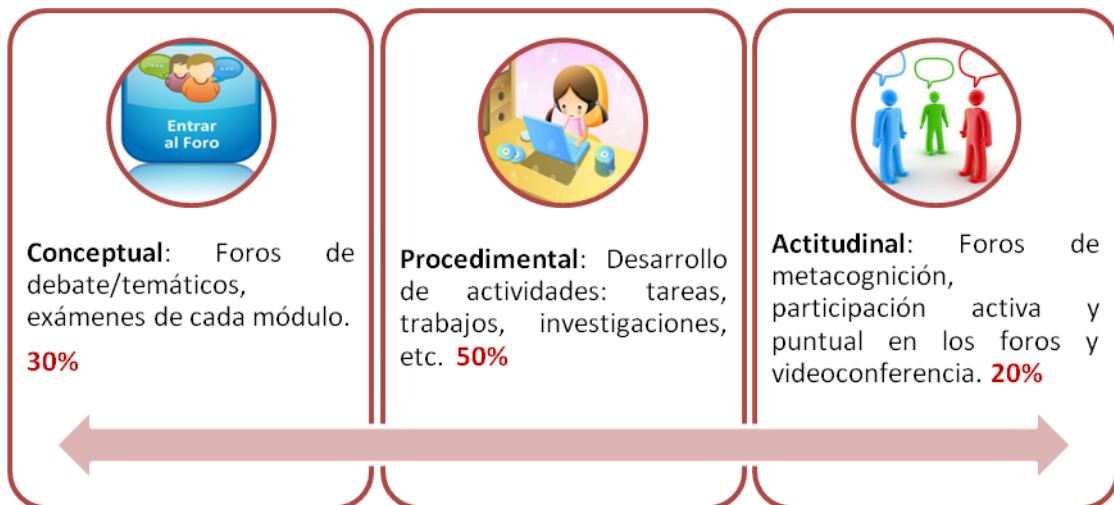 Entrar
al Foro
Conceptual: Foros de
debate/temáticos,
exámenes de cada módulo.
30%
Procedimental: Desarrollo
de actividades: tareas,
trabajos, investigaciones,
etc. 50%
Actitudinal: Foros de
metacognición,
participación activa y
puntual en los foros y
videoconferencia. 20%